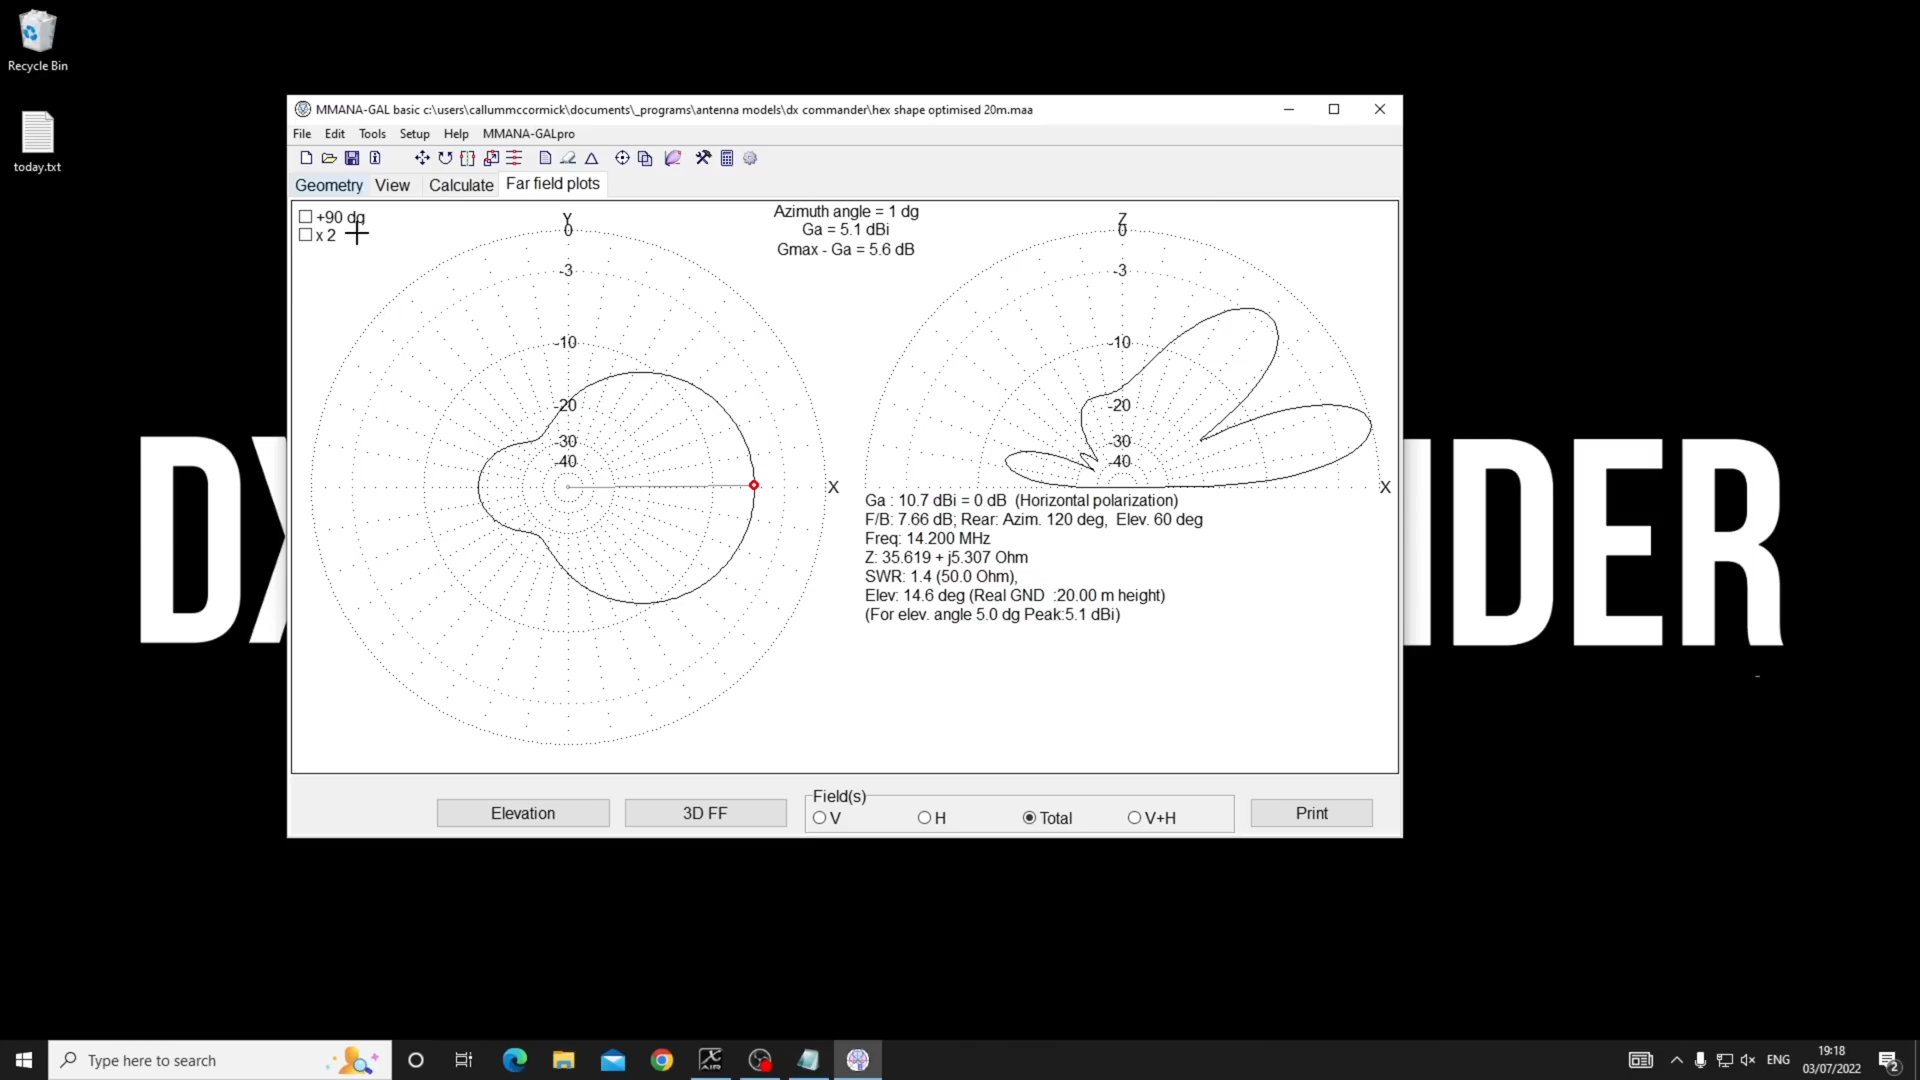 Recycle Bin
today.txt
MMANA-GAL basic c:\users\callummccormick\documents\_programs\antenna models\dx commander\hex shape optimised 20m.maa
File Edit Tools Setup Help MMANA-GALpro
Geometry View Calculate Far field plots
+90 dg
x 2
Azimuth angle = 1 dg
Ga = 5.1 dBi
Gmax - Ga = 5.6 dB
Y
0
-3
-10
-20
-30
-40
X
Z
0
-3
-10
-20
-30
-40
X
Ga : 10.7 dBi = 0 dB (Horizontal polarization)
F/B: 7.66 dB; Rear: Azim. 120 deg, Elev. 60 deg
Freq: 14.200 MHz
Z: 35.619 + j5.307 Ohm
SWR: 1.4 (50.0 Ohm),
Elev: 14.6 deg (Real GND :20.00 m height)
(For elev. angle 5.0 dg Peak:5.1 dBi)
DX
NDER
Elevation
3D FF
Field(s)
V
H
Total
V+H
Print
Type here to search
AIR
ENG
19:18
03/07/2022
2